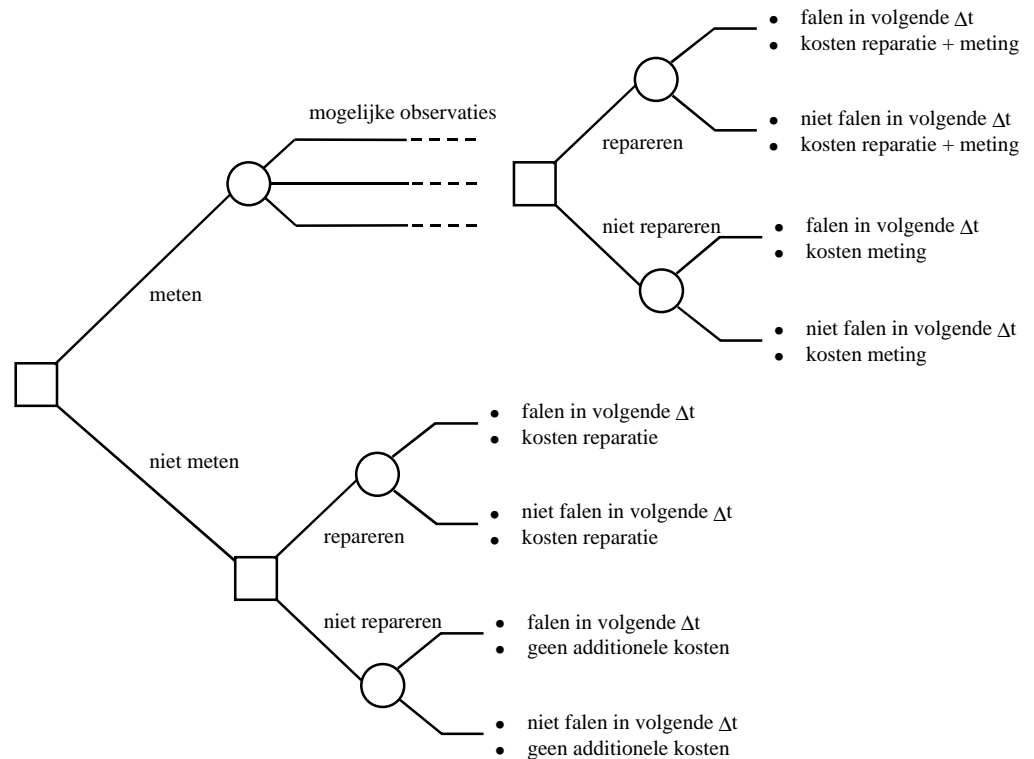 falen in volgende Δt
kosten reparatie + meting
mogelijke observaties
niet falen in volgende Δt
kosten reparatie + meting
repareren
niet repareren
falen in volgende Δt
kosten meting
meten
niet falen in volgende Δt
kosten meting
falen in volgende Δt
kosten reparatie
niet meten
niet falen in volgende Δt
kosten reparatie
repareren
niet repareren
falen in volgende Δt
geen additionele kosten
niet falen in volgende Δt
geen additionele kosten